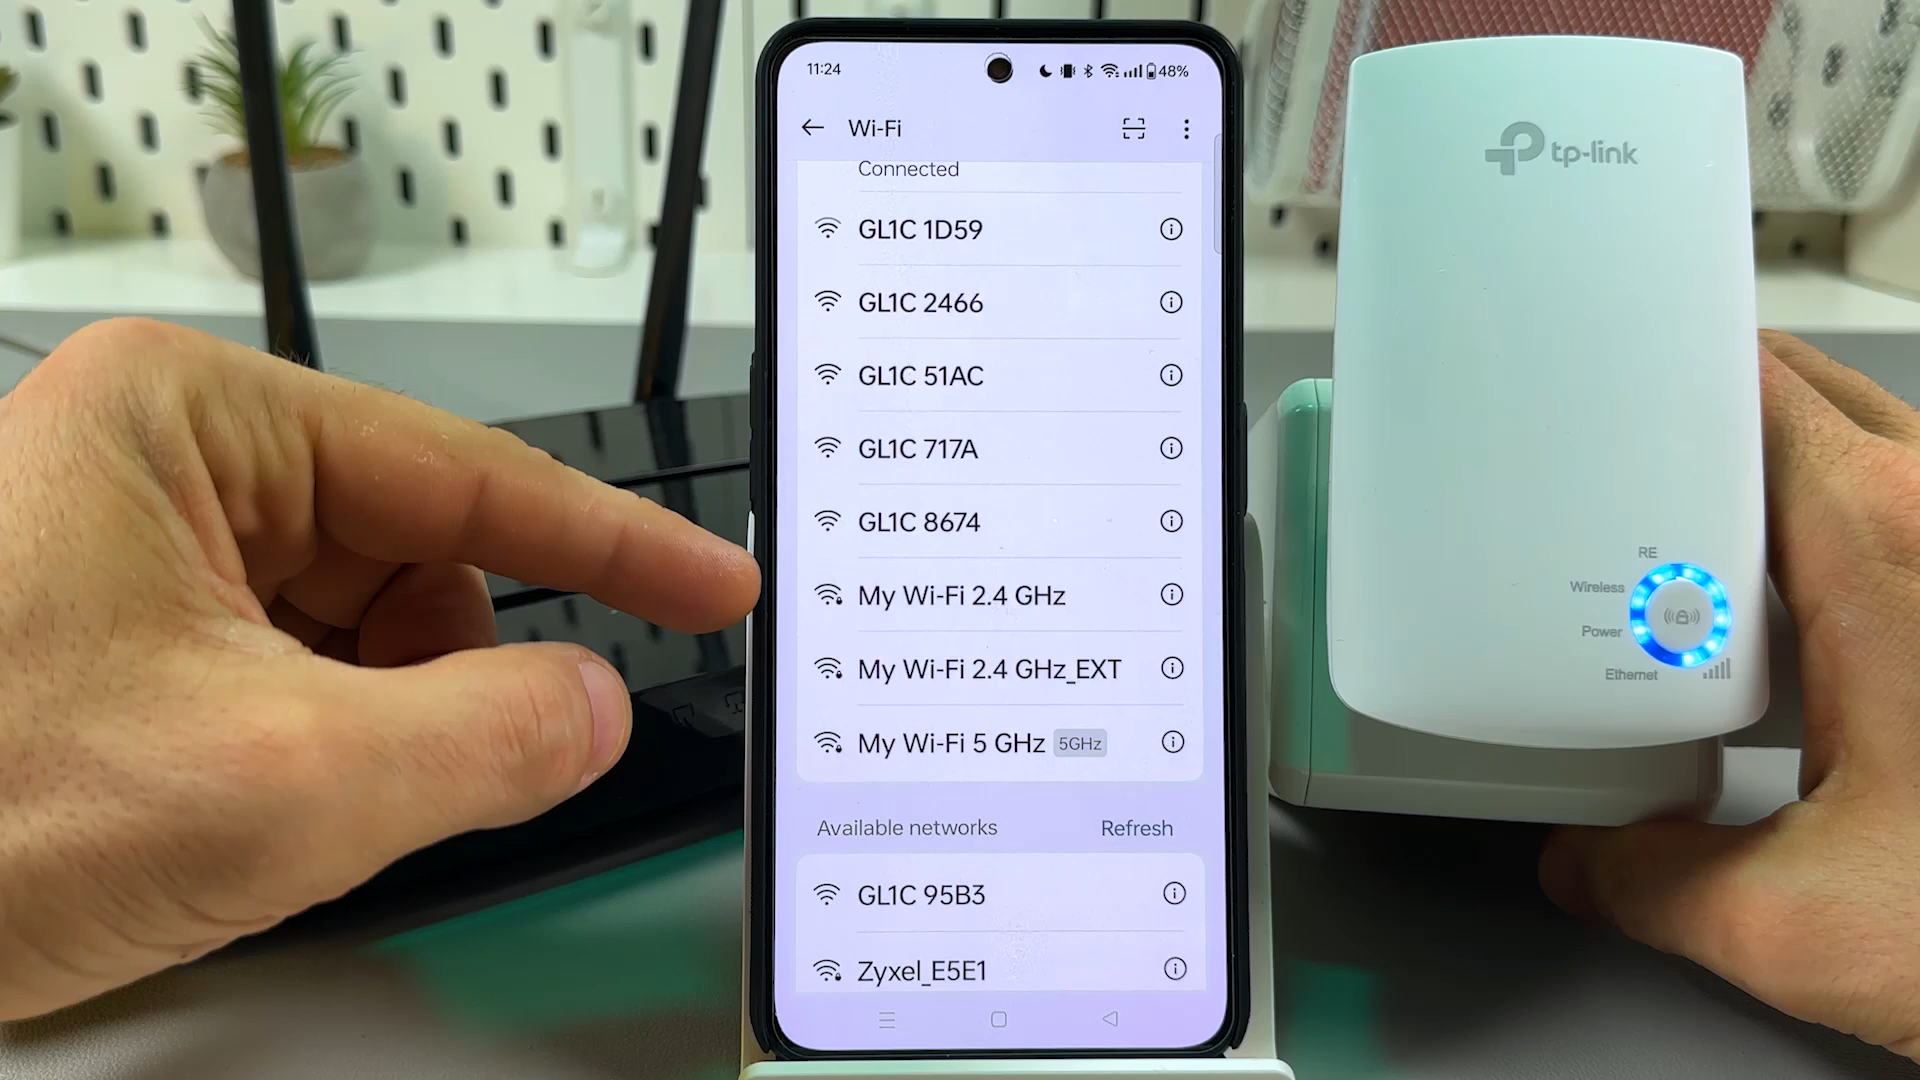 11:24
48%
Wi-Fi
Connected
GL1C 1D59
GL1C 2466
GL1C 51AC
GL1C 717A
GL1C 8674
My Wi-Fi 2.4 GHz
My Wi-Fi 2.4 GHz_EXT
My Wi-Fi 5 GHz 5GHz
Available networks Refresh
GL1C 95B3
Zyxel_E5E1
tp-link
RE
Wireless
Power
Ethernet